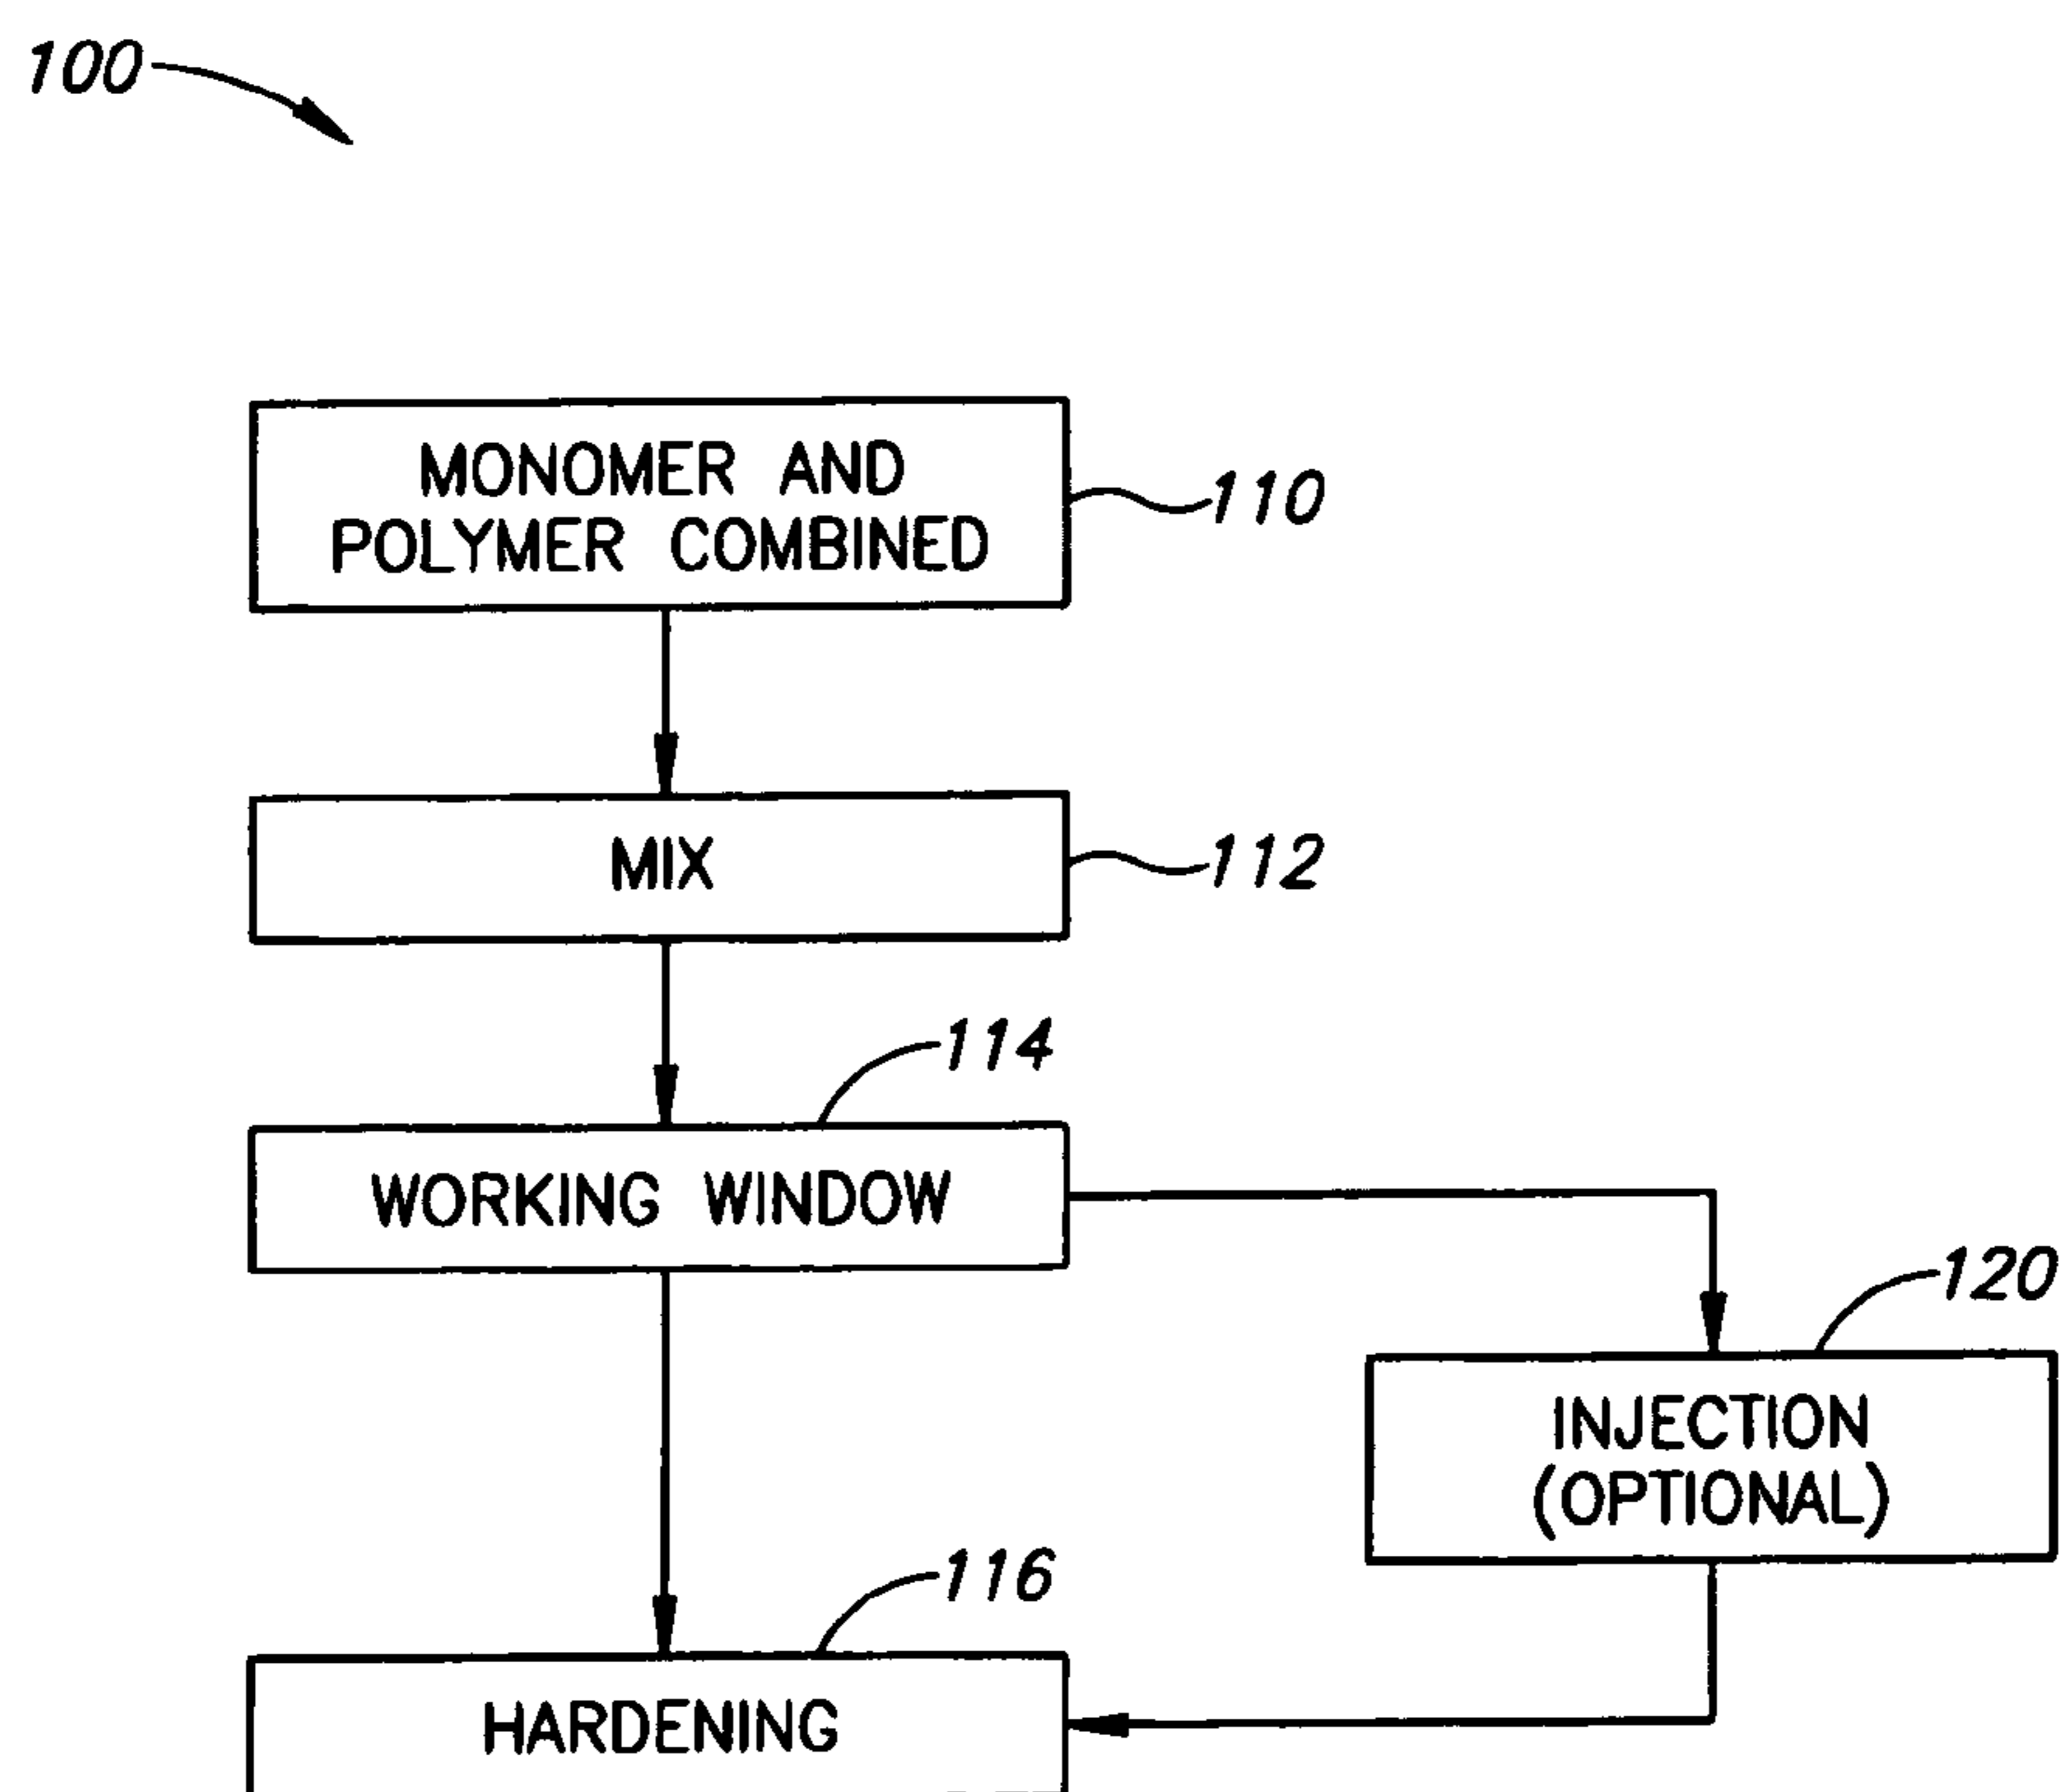 100
MONOMER AND
POLYMER COMBINED
110
MIX
112
114
WORKING WINDOW
120
INJECTION
(OPTIONAL)
116
HARDENING